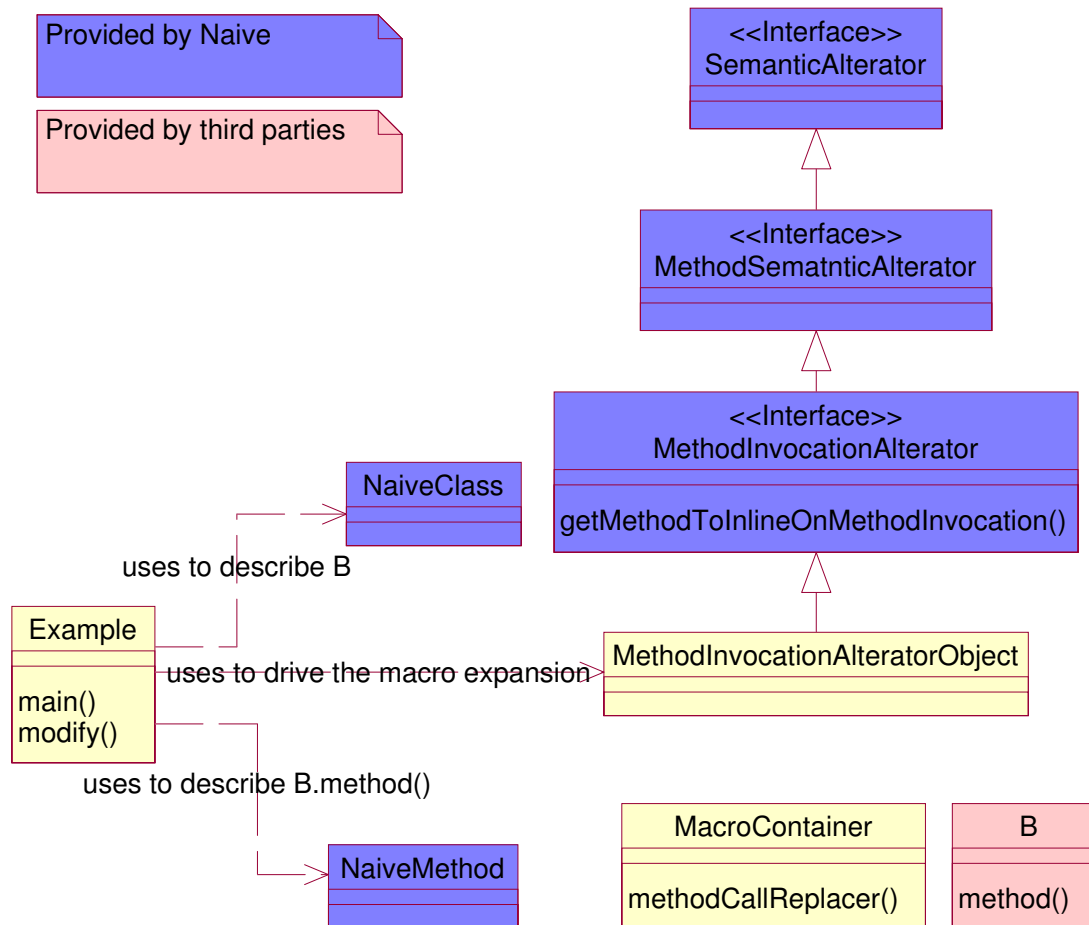 Provided by Naive
Provided by third parties
<<Interface>>
SemanticAlterator
<<Interface>>
MethodSematnticAlterator
<<Interface>>
MethodInvocationAlterator
getMethodToInlineOnMethodInvocation()
NaiveClass
uses to describe B
Example
main()
modify()
uses to drive the macro expansion
MethodInvocationAlteratorObject
uses to describe B.method()
NaiveMethod
MacroContainer
methodCallReplacer()
B
method()